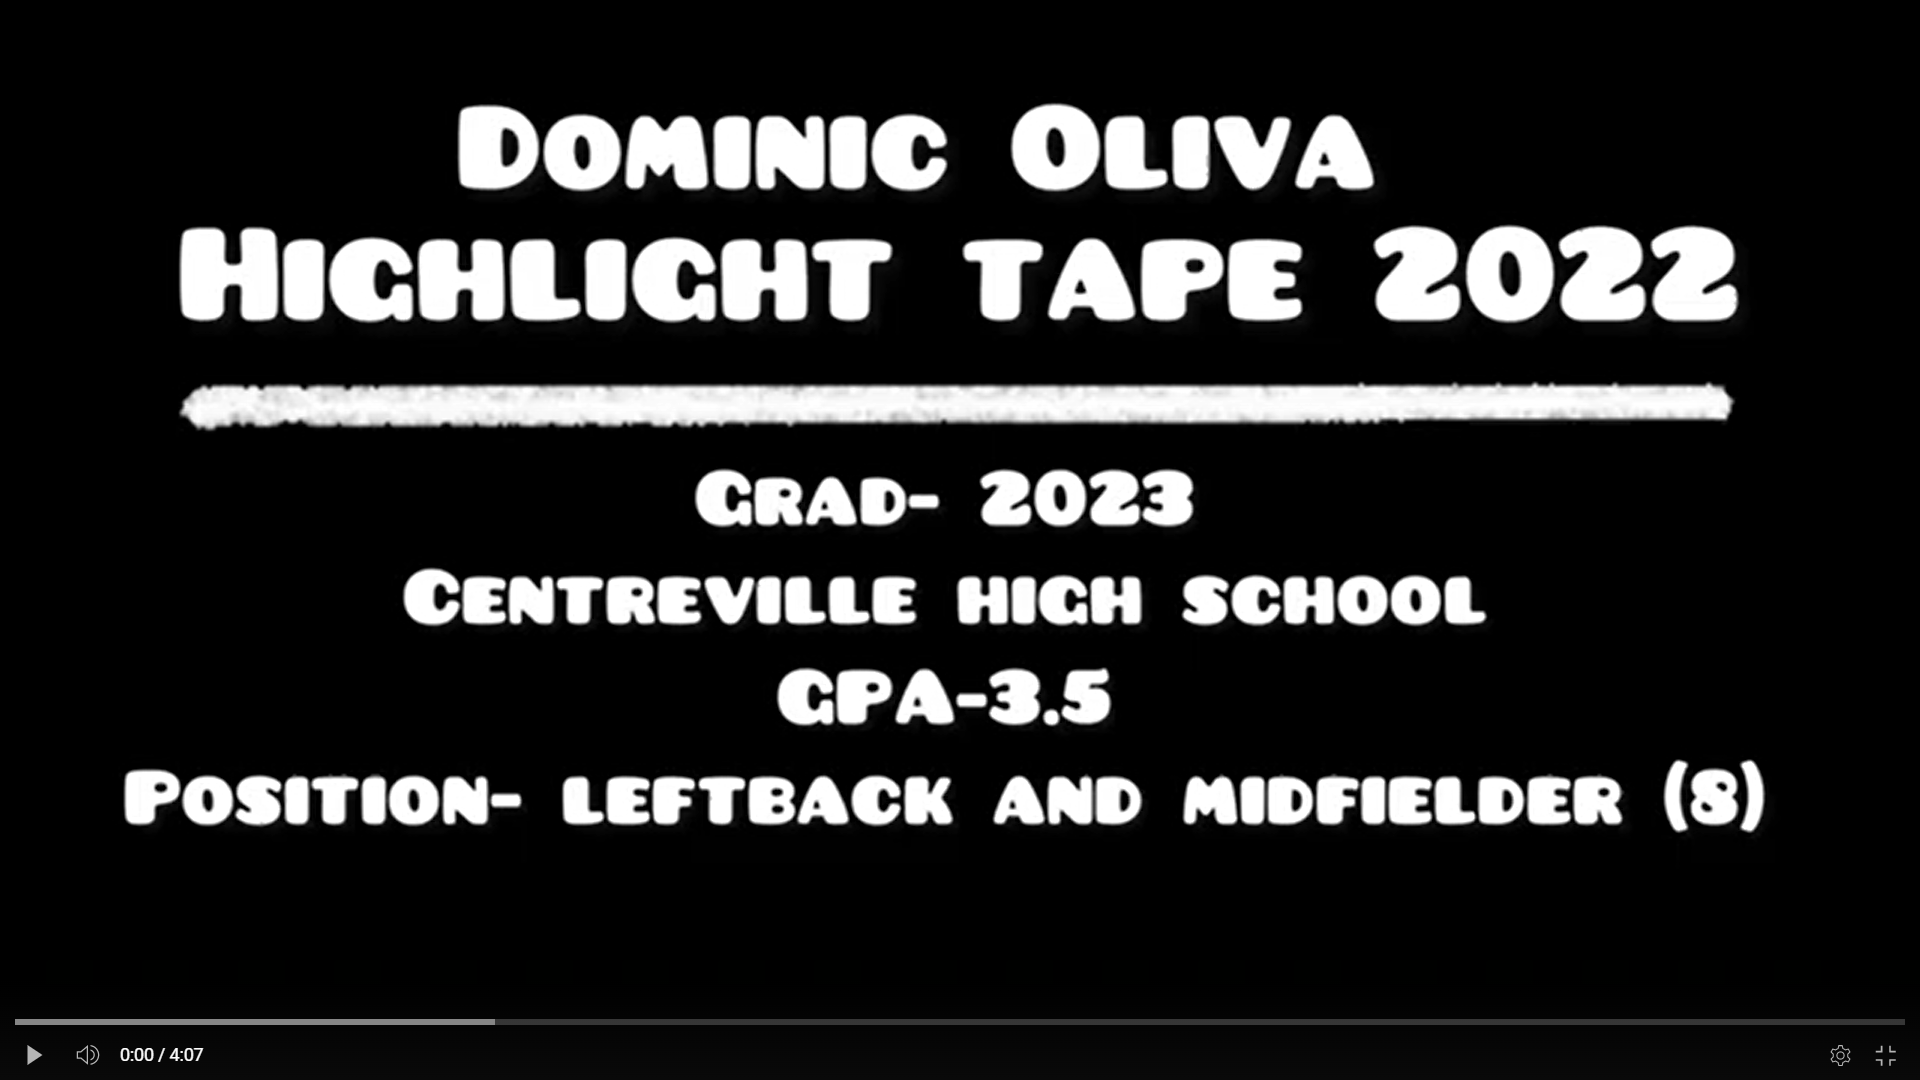 Dominic Oliva
Highlight tape 2022
Grad- 2023
Centreville high school
GPA-3.5
Position- leftback and midfielder (8)
0:00 / 4:07